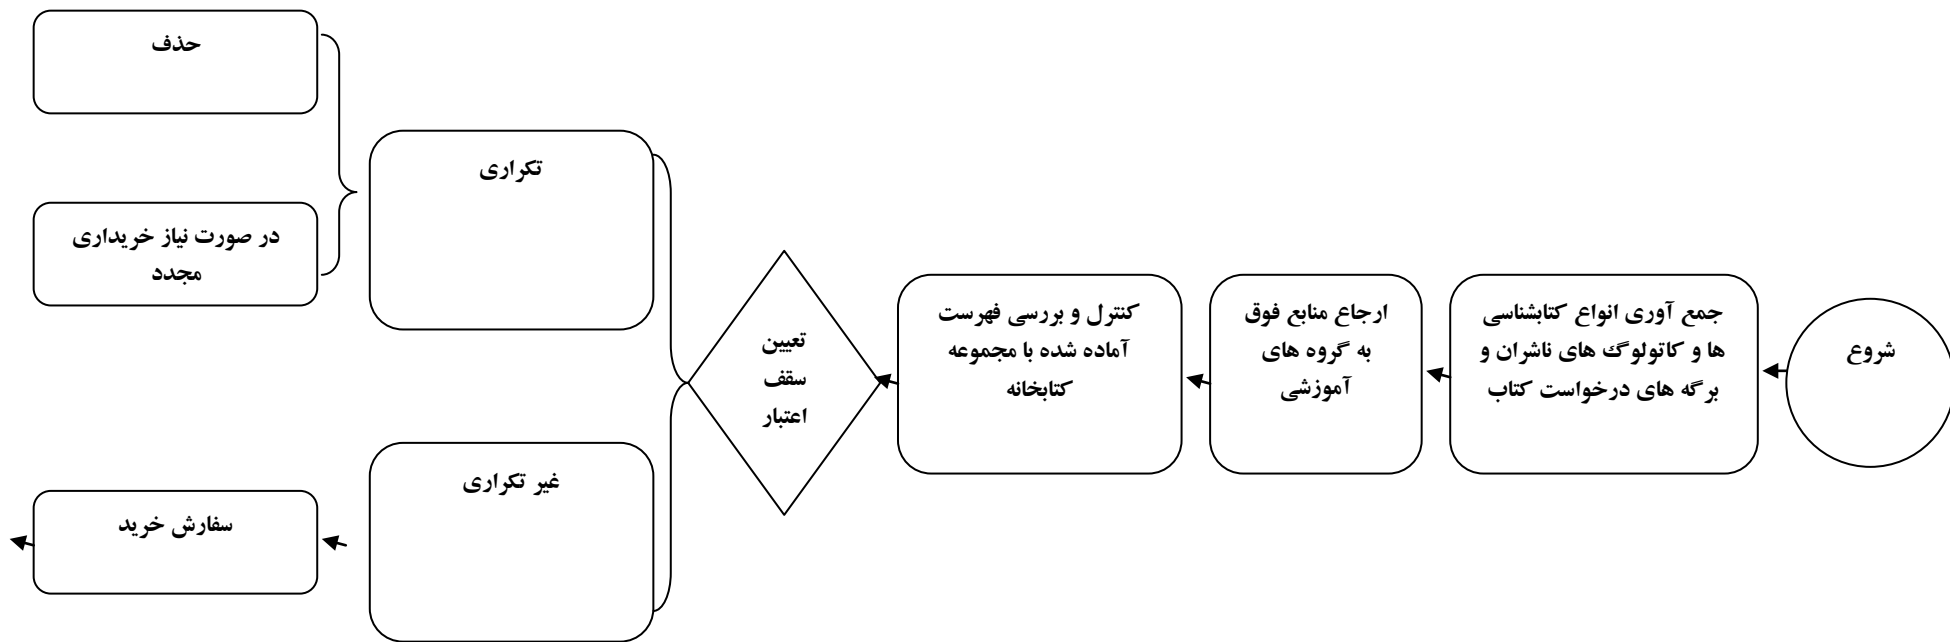 شروع
جمع آوری انواع کتابشناسی
ها و کاتولوگ های ناشران و
برگه های درخواست کتاب
ارجاع منابع فوق
به گروه های
آموزشی
کنترل و بررسی فهرست
آماده شده با مجموعه
کتابخانه
تعیین
سقف
اعتبار
تکراری
حذف
در صورت نیاز خریداری
مجدد
غیر تکراری
سفارش خرید